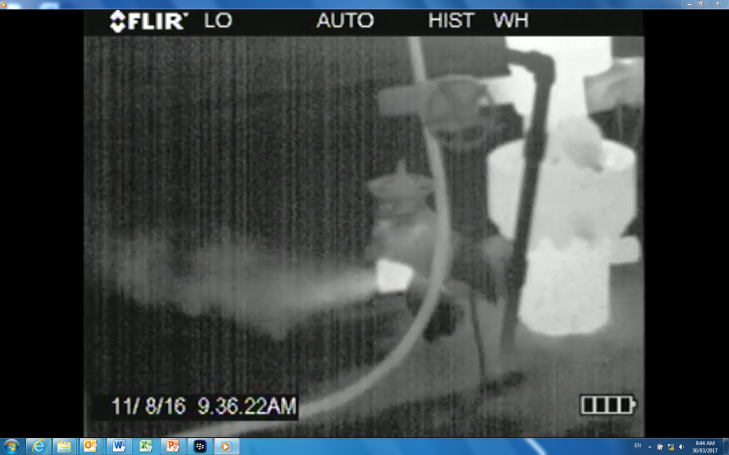 FLIR LO AUTO HIST WH
11/ 8/16 9.36.22AM
EN
9:44 AM
30/03/2017